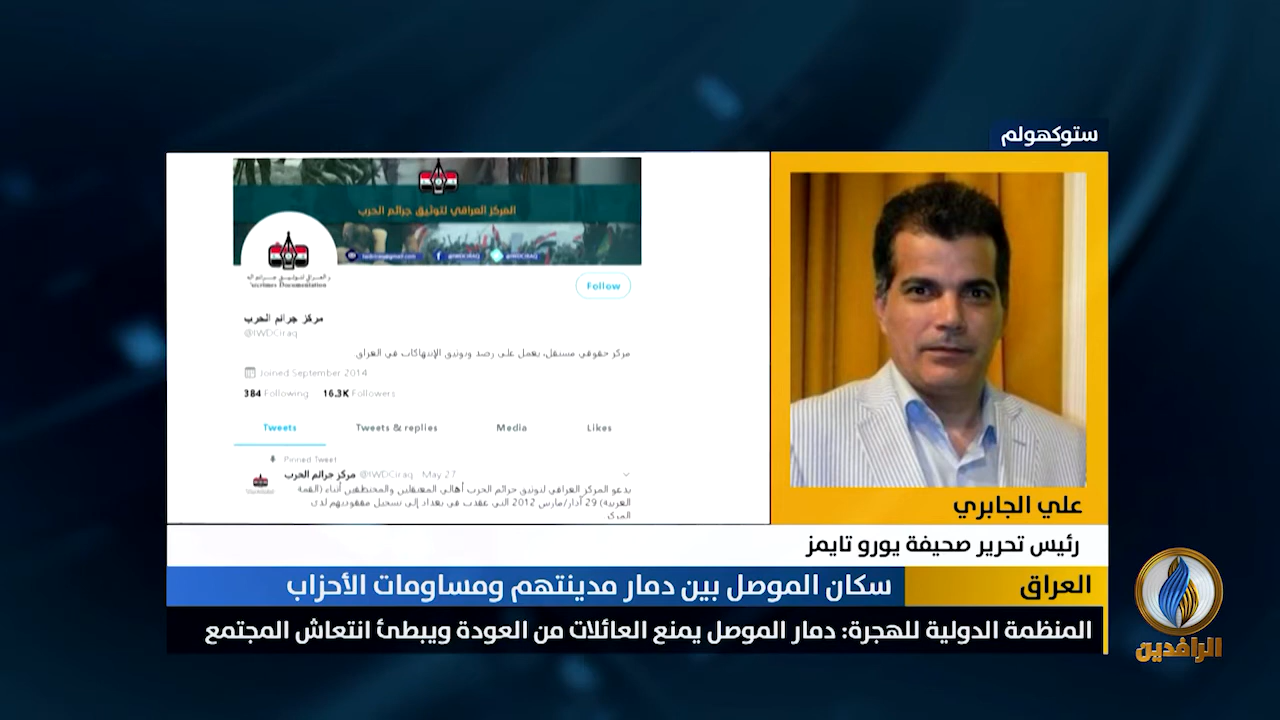 ستوكهولم
المركز العراقي لتوثيق جرائم الحرب
@IWDCIRAQ
@IWDCIRAQ
Follow
مركز جرائم الحرب
@IWDCIraq
مركز حقوقي مستقل، يعمل على رصد وتوثيق الإنتهاكات في العراق
Joined September 2014
384 Following 16.3K Followers
Tweets Tweets & replies Media Likes
Pinned Tweet
مركز جرائم الحرب @IWDCIraq · May 27
يدعو المركز العراقي لتوثيق جرائم الحرب أهالي المعتقلين والمختطفين أثناء (القمة
العربية) 29 آذار/مارس 2012 التي عقدت في بغداد إلى تسجيل مفقوديهم لدى
المركز
علي الجابري
رئيس تحرير صحيفة يورو تايمز
العراق
سكان الموصل بين دمار مدينتهم ومساومات الأحزاب
المنظمة الدولية للهجرة: دمار الموصل يمنع العائلات من العودة ويبطئ انتعاش المجتمع
الرافدين